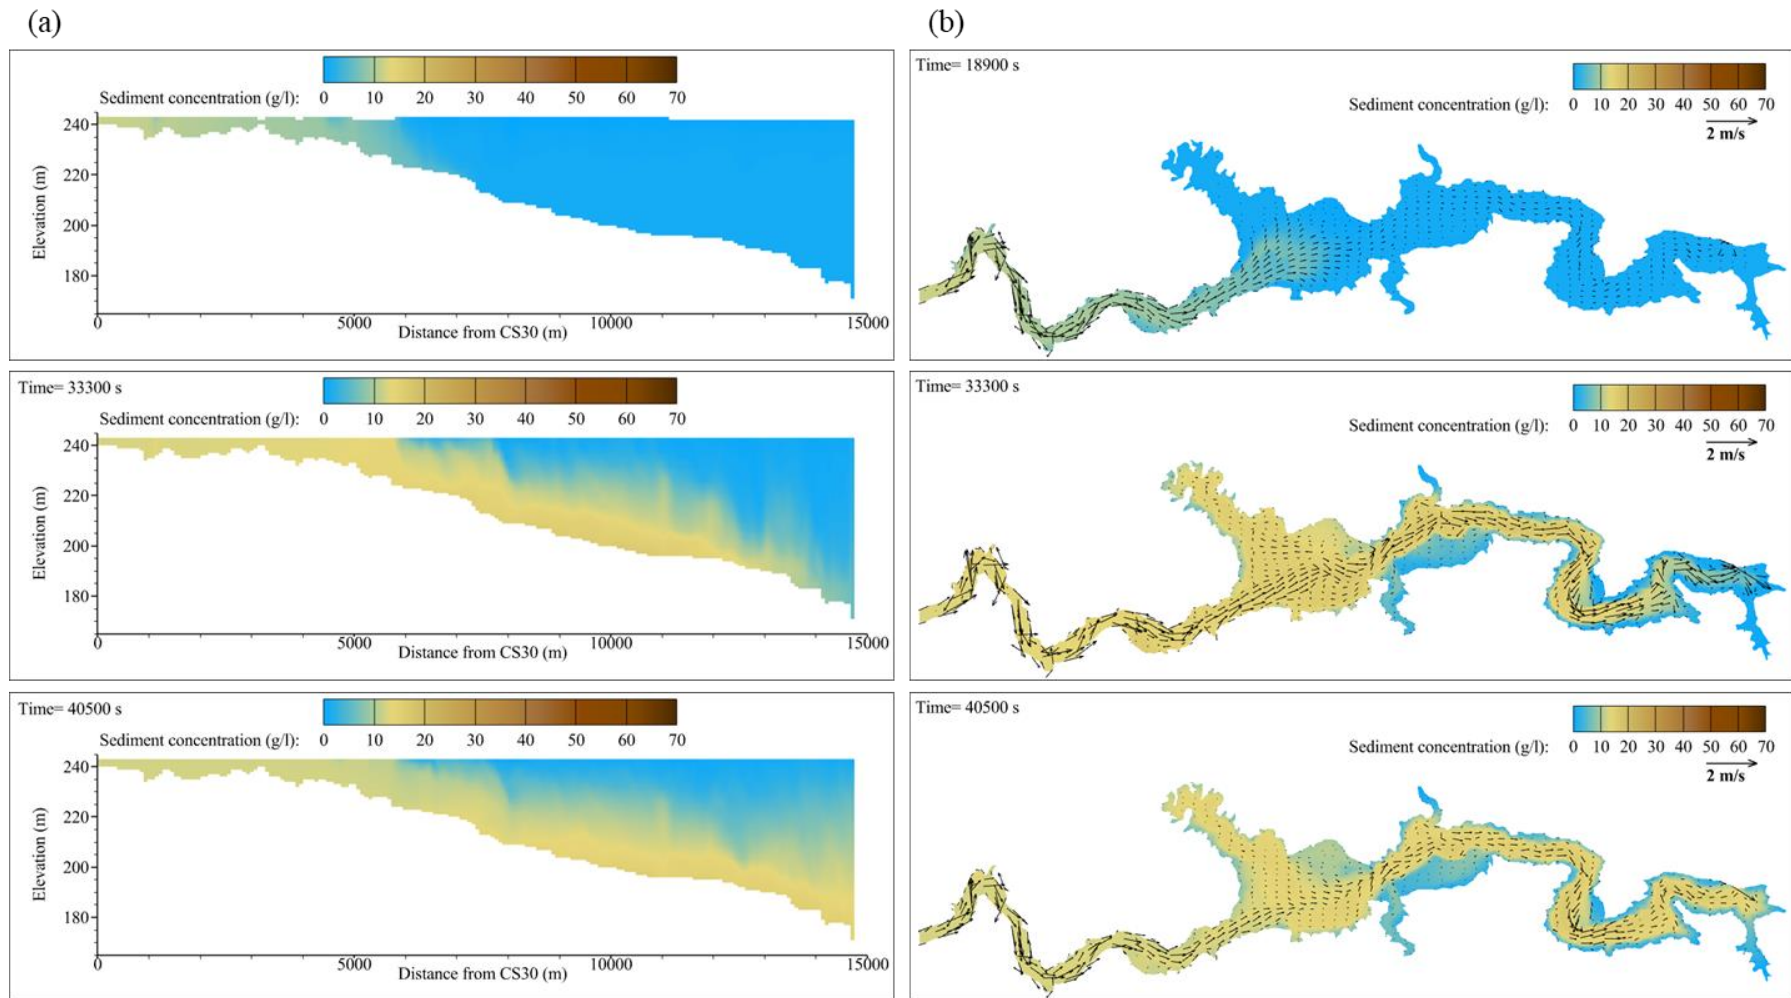 (a)
Sediment concentration (g/l): 0 10 20 30 40 50 60 70
240
220
200
180
Elevation (m)
0 5000 10000 15000
Distance from CS30 (m)
Time= 33300 s
Sediment concentration (g/l): 0 10 20 30 40 50 60 70
240
220
200
180
Elevation (m)
0 5000 10000 15000
Distance from CS30 (m)
Time= 40500 s
Sediment concentration (g/l): 0 10 20 30 40 50 60 70
240
220
200
180
Elevation (m)
0 5000 10000 15000
Distance from CS30 (m)
(b)
Time= 18900 s
Sediment concentration (g/l): 0 10 20 30 40 50 60 70
2 m/s
Time= 33300 s
Sediment concentration (g/l): 0 10 20 30 40 50 60 70
2 m/s
Time= 40500 s
Sediment concentration (g/l): 0 10 20 30 40 50 60 70
2 m/s